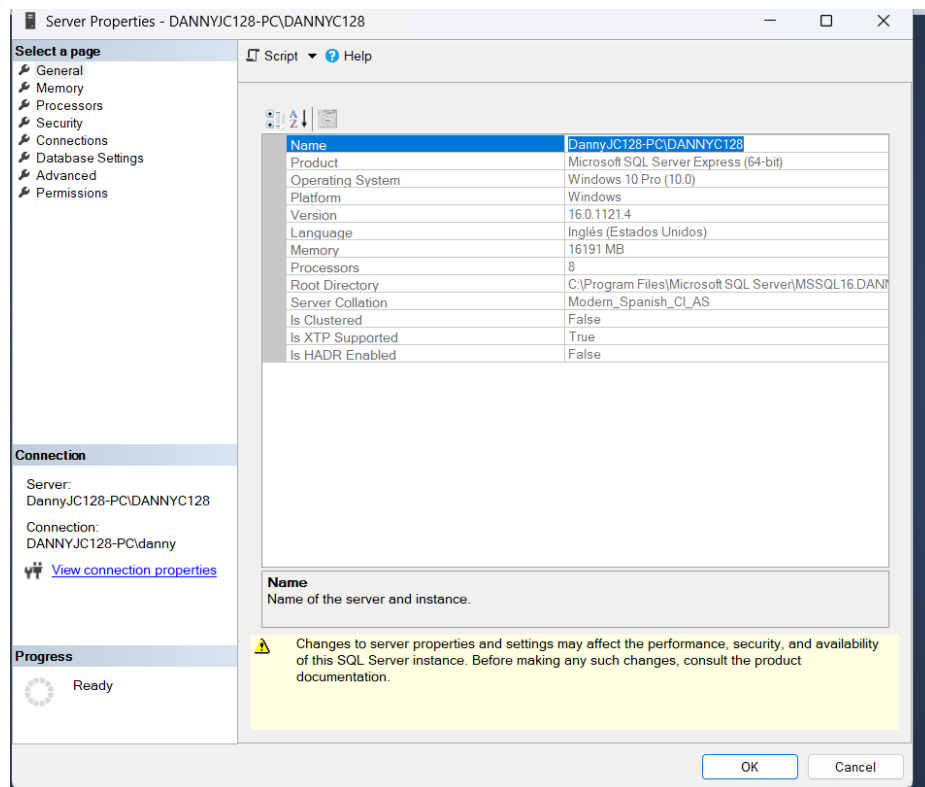 Server Properties - DANNYJC128-PC\DANNYC128
Select a page
General
Memory
Processors
Security
Connections
Database Settings
Advanced
Permissions
Script
Help
Name DannyJC128-PC\DANNYC128
Product Microsoft SQL Server Express (64-bit)
Operating System Windows 10 Pro (10.0)
Platform Windows
Version 16.0.1121.4
Language Inglés (Estados Unidos)
Memory 16191 MB
Processors 8
Root Directory C:\Program Files\Microsoft SQL Server\MSSQL16.DANN
Server Collation Modern_Spanish_CI_AS
Is Clustered False
Is XTP Supported True
Is HADR Enabled False
Connection
Server:
DannyJC128-PC\DANNYC128
Connection:
DANNYJC128-PC\danny
View connection properties
Name
Name of the server and instance.
Progress
Ready
Changes to server properties and settings may affect the performance, security, and availability
of this SQL Server instance. Before making any such changes, consult the product
documentation.
OK
Cancel